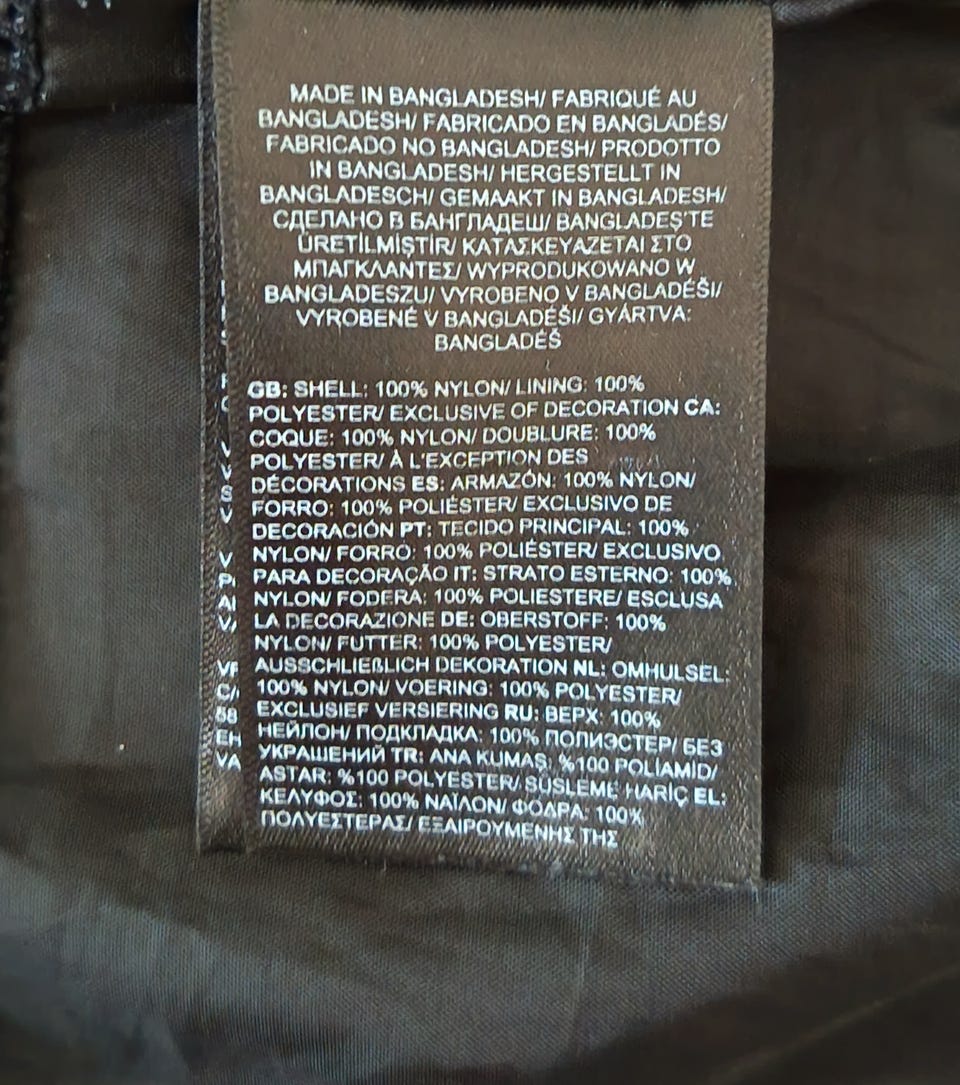 MADE IN BANGLADESH/ FABRIQUÉ AU
BANGLADESH/ FABRICADO EN BANGLADÉS/
FABRICADO NO BANGLADESH/ PRODOTTO
IN BANGLADESH/ HERGESTELLT IN
BANGLADESCH/ GEMAAKT IN BANGLADESH/
СДЕЛАНО В БАНГЛАДЕШ/ BANGLADEŞ'TE
ÜRETİLMİŞTİR/ ΚΑΤΑΣΚΕΥΑΖΕΤΑΙ ΣΤΟ
ΜΠΑΓΚΛΑΝΤΕΣ/ WYPRODUKOWANO W
BANGLADESZU/ VYROBENO V BANGLADÉŠI/
VYROBENÉ V BANGLADÉŠI/ GYÁRTVA:
BANGLADÉŠ
GB: SHELL: 100% NYLON/ LINING: 100%
POLYESTER/ EXCLUSIVE OF DECORATION CA:
COQUE: 100% NYLON/ DOUBLURE: 100%
POLYESTER/ À L'EXCEPTION DES
DÉCORATIONS ES: ARMAZÓN: 100% NYLON/
FORRO: 100% POLIÉSTER/ EXCLUSIVO DE
DECORACIÓN PT: TECIDO PRINCIPAL: 100%
NYLON/ FORRO: 100% POLIÉSTER/ EXCLUSIVO
PARA DECORAÇÃO IT: STRATO ESTERNO: 100%
NYLON/ FODERA: 100% POLIESTERE/ ESCLUSA
LA DECORAZIONE DE: OBERSTOFF: 100%
NYLON/ FUTTER: 100% POLYESTER/
AUSSCHLIEßLICH DEKORATION NL: OMHULSEL:
100% NYLON/ VOERING: 100% POLYESTER/
EXCLUSIEF VERSIERING RU: ВЕРХ: 100%
НЕЙЛОН/ ПОДКЛАДКА: 100% ПОЛИЭСТЕР/ БЕЗ
УКРАШЕНИЙ TR: ANA KUMAŞ: %100 POLİAMİD/
ASTAR: %100 POLYESTER/ SÜSLEME HARİÇ EL:
ΚΕΛΥΦΟΣ: 100% ΝΑΪΛΟΝ/ ΦΟΔΡΑ: 100%
ΠΟΛΥΕΣΤΕΡΑΣ/ ΕΞΑΙΡΟΥΜΕΝΗΣ ΤΗΣ